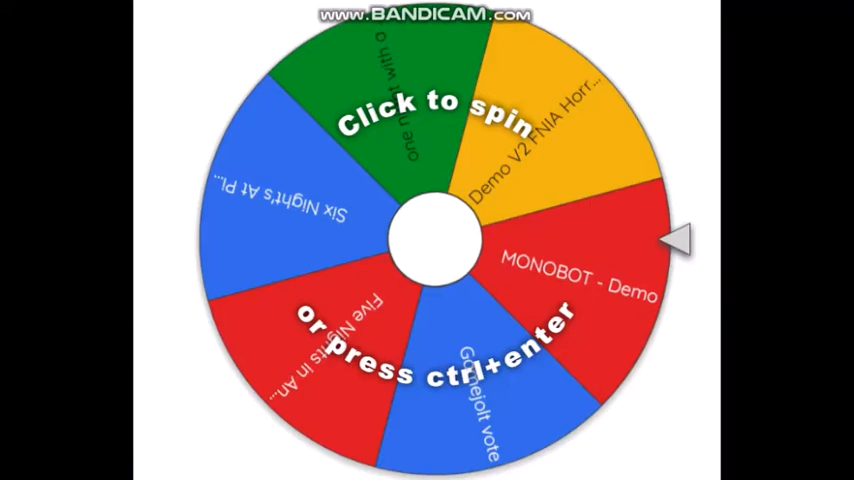 www.BANDICAM.com
one night with a
Click to spin
Demo V2 FNIA Horr...
Six Night's At Pi...
MONOBOT - Demo
Five Nights in An...
or press ctrl+enter
Gamejolt vote